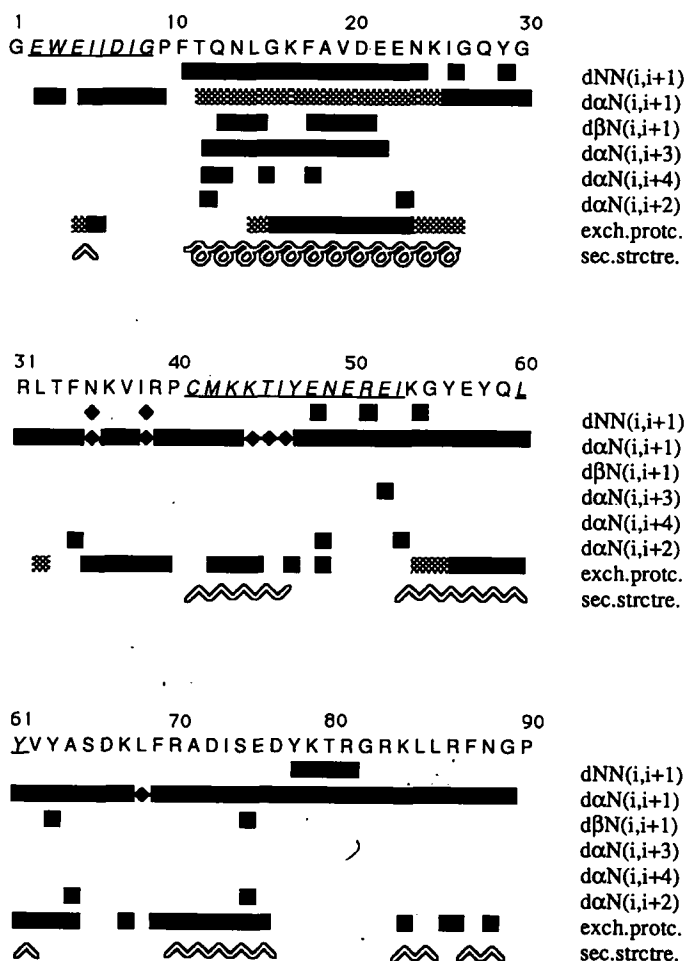 1 10 20 30
GEWEIIDIGPFTQNLGKFAVDEENKIGQYG
dNN(i,i+1)
dαN(i,i+1)
dβN(i,i+1)
dαN(i,i+3)
dαN(i,i+4)
dαN(i,i+2)
exch.protc.
sec.strctre.
31 40 50 60
RLTFNKVIRPCMKKTIYENEREIKGYEYQL
dNN(i,i+1)
dαN(i,i+1)
dβN(i,i+1)
dαN(i,i+3)
dαN(i,i+4)
dαN(i,i+2)
exch.protc.
sec.strctre.
61 70 80 90
YVYASDKLFRADISEDYKTRGRKLLRFNGP
dNN(i,i+1)
dαN(i,i+1)
dβN(i,i+1)
dαN(i,i+3)
dαN(i,i+4)
dαN(i,i+2)
exch.protc.
sec.strctre.